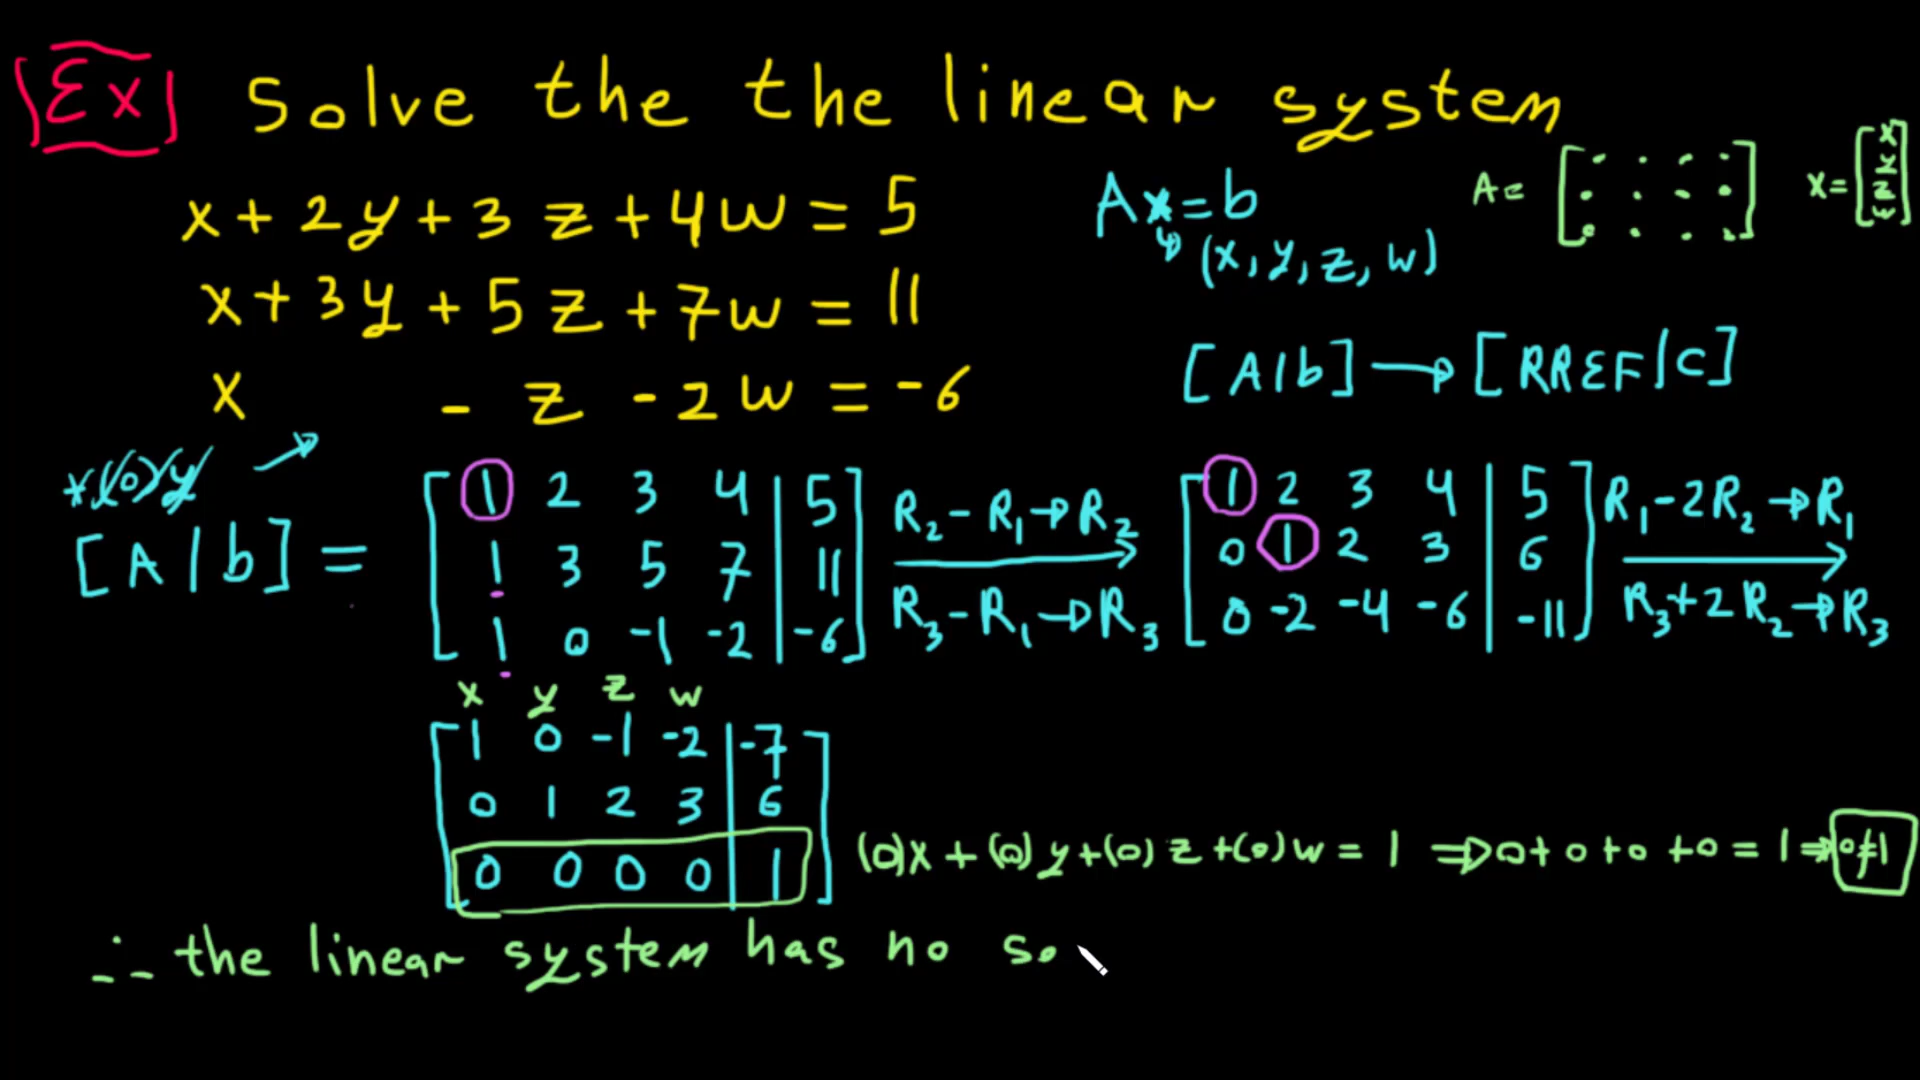 Ex Solve the the linear system
x + 2y + 3z + 4w = 5
x + 3y + 5z + 7w = 11
x - z - 2w = -6
Ax = b
(x, y, z, w)
A = [ ]
x = [x y z w]
[A|b] → [RREF|C]
+(0)y
[A|b] =
1 2 3 4 | 5
1 3 5 7 | 11
1 0 -1 -2 | -6
R2 - R1 → R2
R3 - R1 → R3
1 2 3 4 | 5
0 1 2 3 | 6
0 -2 -4 -6 | -11
R1 - 2R2 → R1
R3 + 2R2 → R3
x y z w
1 0 -1 -2 | -7
0 1 2 3 | 6
0 0 0 0 | 1
(0)x + (0)y + (0)z + (0)w = 1 ⇒ 0 + 0 + 0 + 0 = 1 ⇒ 0≠1
∴ the linear system has no so